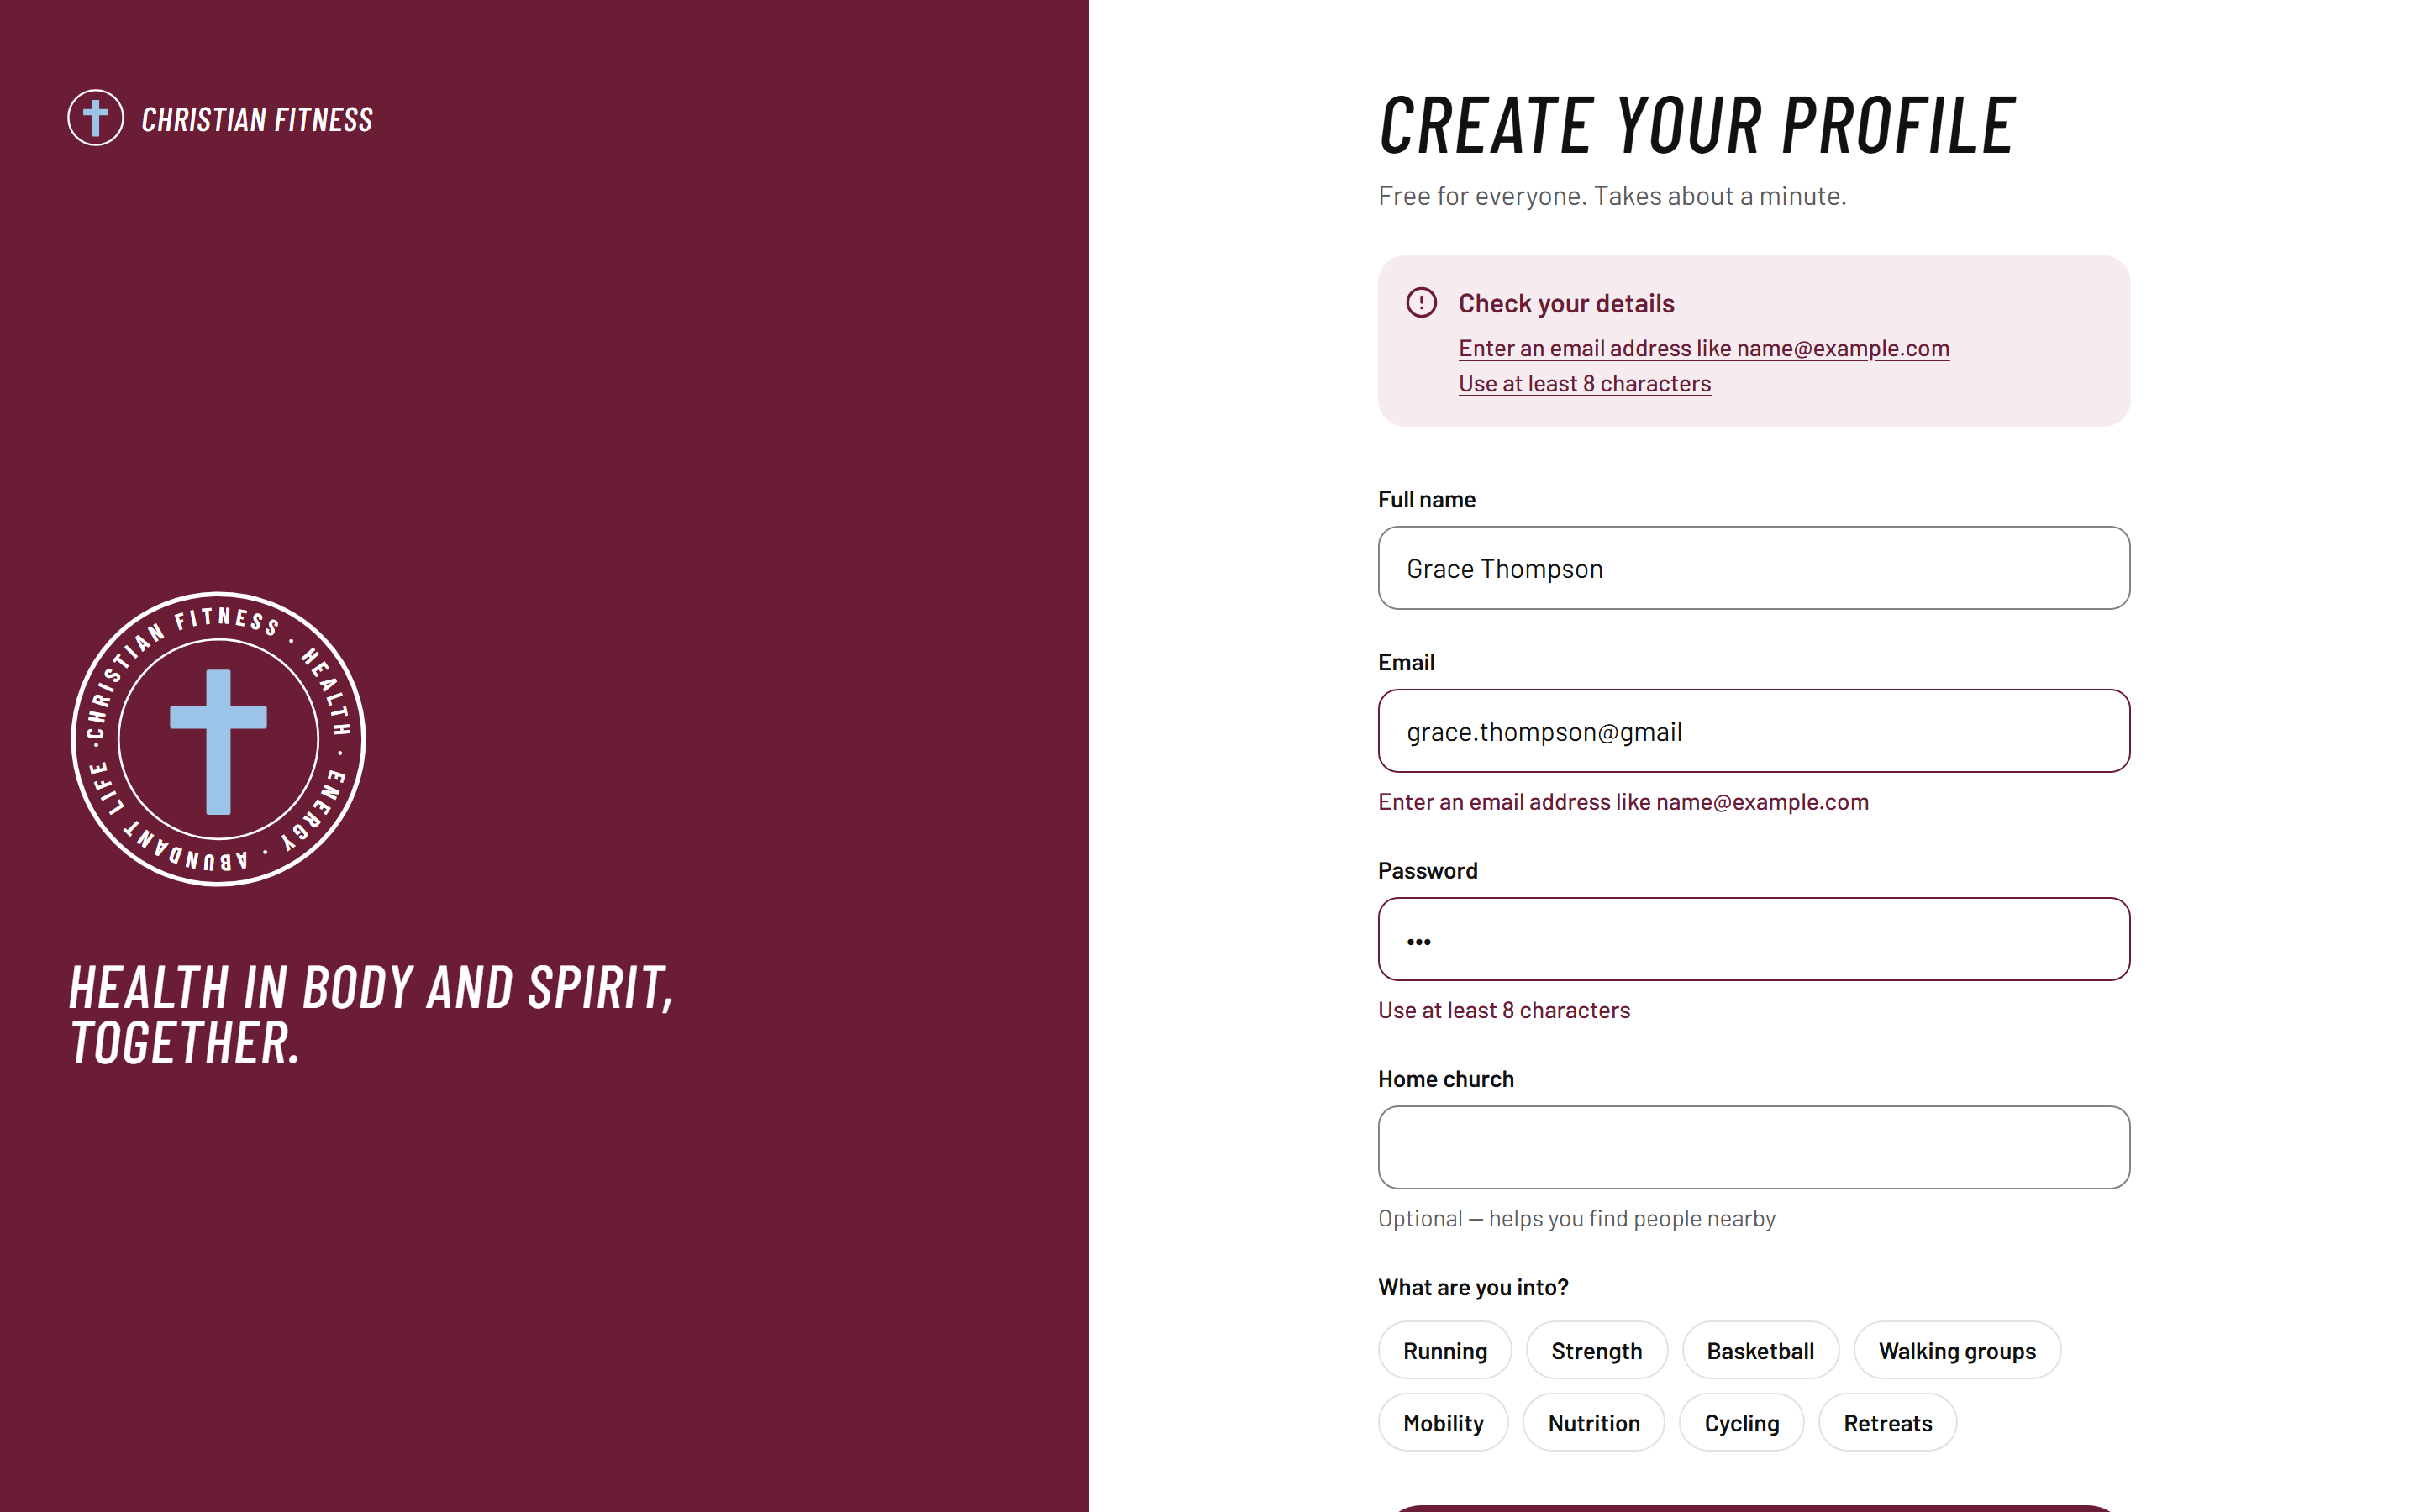 CHRISTIAN FITNESS
CHRISTIAN FITNESS · HEALTH · ENERGY · ABUNDANT LIFE ·
HEALTH IN BODY AND SPIRIT,
TOGETHER.
CREATE YOUR PROFILE
Free for everyone. Takes about a minute.
Check your details
Enter an email address like name@example.com
Use at least 8 characters
Full name
Grace Thompson
Email
grace.thompson@gmail
Enter an email address like name@example.com
Password
•••
Use at least 8 characters
Home church
Optional — helps you find people nearby
What are you into?
Running Strength Basketball Walking groups
Mobility Nutrition Cycling Retreats